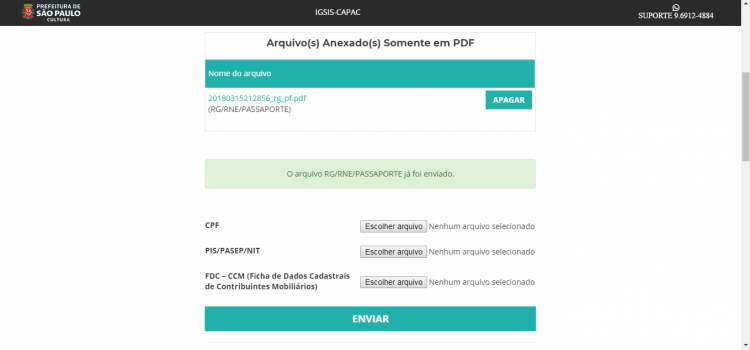 PREFEITURA DE
SÃO PAULO
CULTURA
IGSIS-CAPAC
SUPORTE 9.6912-4884
Arquivo(s) Anexado(s) Somente em PDF
Nome do arquivo
20180315212856_rg_pf.pdf
(RG/RNE/PASSAPORTE)
APAGAR
O arquivo RG/RNE/PASSAPORTE já foi enviado.
CPF
Escolher arquivo Nenhum arquivo selecionado
PIS/PASEP/NIT
Escolher arquivo Nenhum arquivo selecionado
FDC – CCM (Ficha de Dados Cadastrais
de Contribuintes Mobiliários)
Escolher arquivo Nenhum arquivo selecionado
ENVIAR